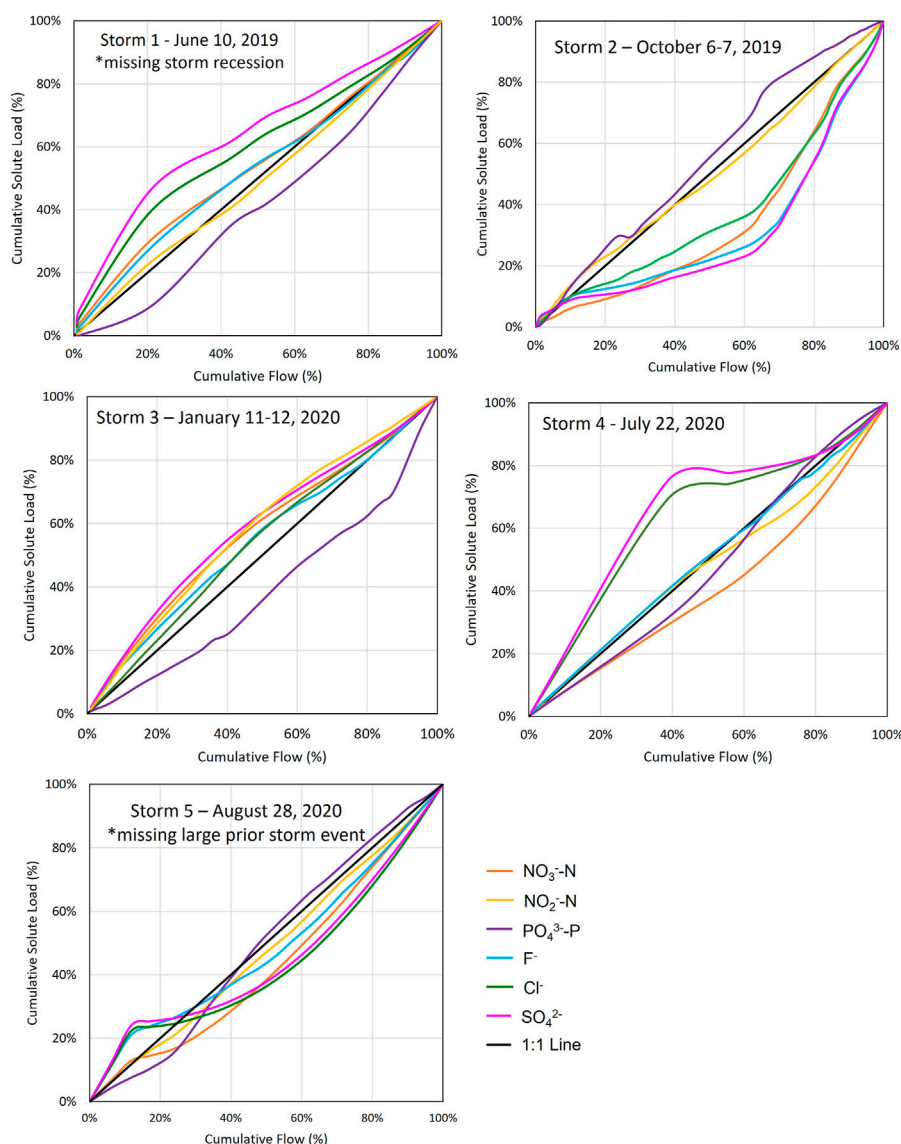 Storm 1 - June 10, 2019
*missing storm recession
Cumulative Solute Load (%)
100%
80%
60%
40%
20%
0%
0% 20% 40% 60% 80% 100%
Cumulative Flow (%)
Storm 2 – October 6-7, 2019
Cumulative Solute Load (%)
100%
80%
60%
40%
20%
0%
0% 20% 40% 60% 80% 100%
Cumulative Flow (%)
Storm 3 – January 11-12, 2020
Cumulative Solute Load (%)
100%
80%
60%
40%
20%
0%
0% 20% 40% 60% 80% 100%
Cumulative Flow (%)
Storm 4 - July 22, 2020
Cumulative Solute Load (%)
100%
80%
60%
40%
20%
0%
0% 20% 40% 60% 80% 100%
Cumulative Flow (%)
Storm 5 – August 28, 2020
*missing large prior storm event
Cumulative Solute Load (%)
100%
80%
60%
40%
20%
0%
0% 20% 40% 60% 80% 100%
Cumulative Flow (%)
NO₃⁻-N
NO₂⁻-N
PO₄³⁻-P
F⁻
Cl⁻
SO₄²⁻
1:1 Line